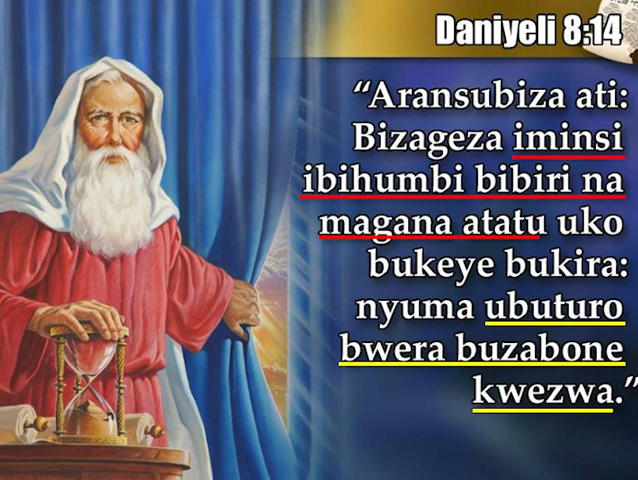 Daniyeli 8:14
“Aransubiza ati:
Bizageza iminsi
ibihumbi bibiri na
magana atatu uko
bukeye bukira:
nyuma ubuturo
bwera buzabone
kwezwa.”